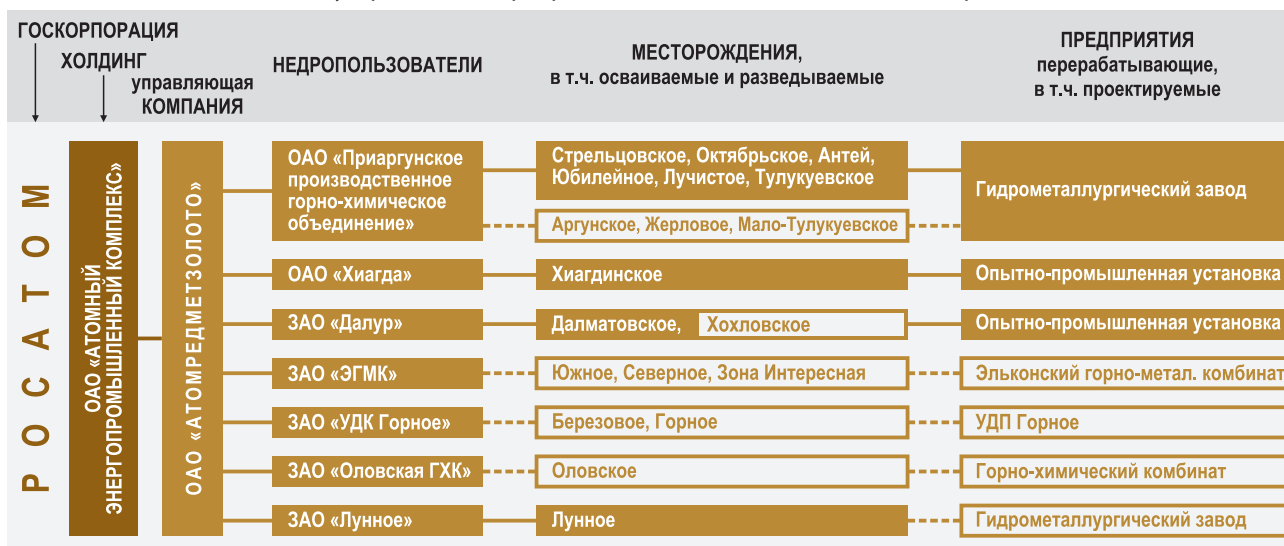 ГОСКОРПОРАЦИЯ
ХОЛДИНГ
управляющая
КОМПАНИЯ
НЕДРОПОЛЬЗОВАТЕЛИ
МЕСТОРОЖДЕНИЯ,
в т.ч. осваиваемые и разведываемые
ПРЕДПРИЯТИЯ
перерабатывающие,
в т.ч. проектируемые
РОСАТОМ
ОАО «АТОМНЫЙ
ЭНЕРГОПРОМЫШЛЕННЫЙ КОМПЛЕКС»
ОАО «АТОМРЕДМЕТЗОЛОТО»
ОАО «Приаргунское
производственное
горно-химическое
объединение»
Стрельцовское, Октябрьское, Антей,
Юбилейное, Лучистое, Тулукуевское
Аргунское, Жерловое, Мало-Тулукуевское
Гидрометаллургический завод
ОАО «Хиагда»
Хиагдинское
Опытно-промышленная установка
ЗАО «Далур»
Далматовское, Хохловское
Опытно-промышленная установка
ЗАО «ЭГМК»
Южное, Северное, Зона Интересная
Эльконский горно-метал. комбинат
ЗАО «УДК Горное»
Березовое, Горное
УДП Горное
ЗАО «Оловская ГХК»
Оловское
Горно-химический комбинат
ЗАО «Лунное»
Лунное
Гидрометаллургический завод